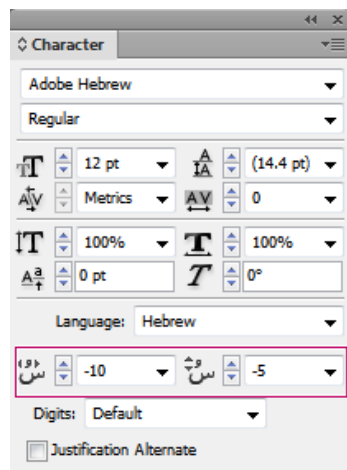 Character
Adobe Hebrew
Regular
12 pt (14.4 pt)
Metrics 0
100% 100%
0 pt 0°
Language: Hebrew
-10 -5
Digits: Default
Justification Alternate